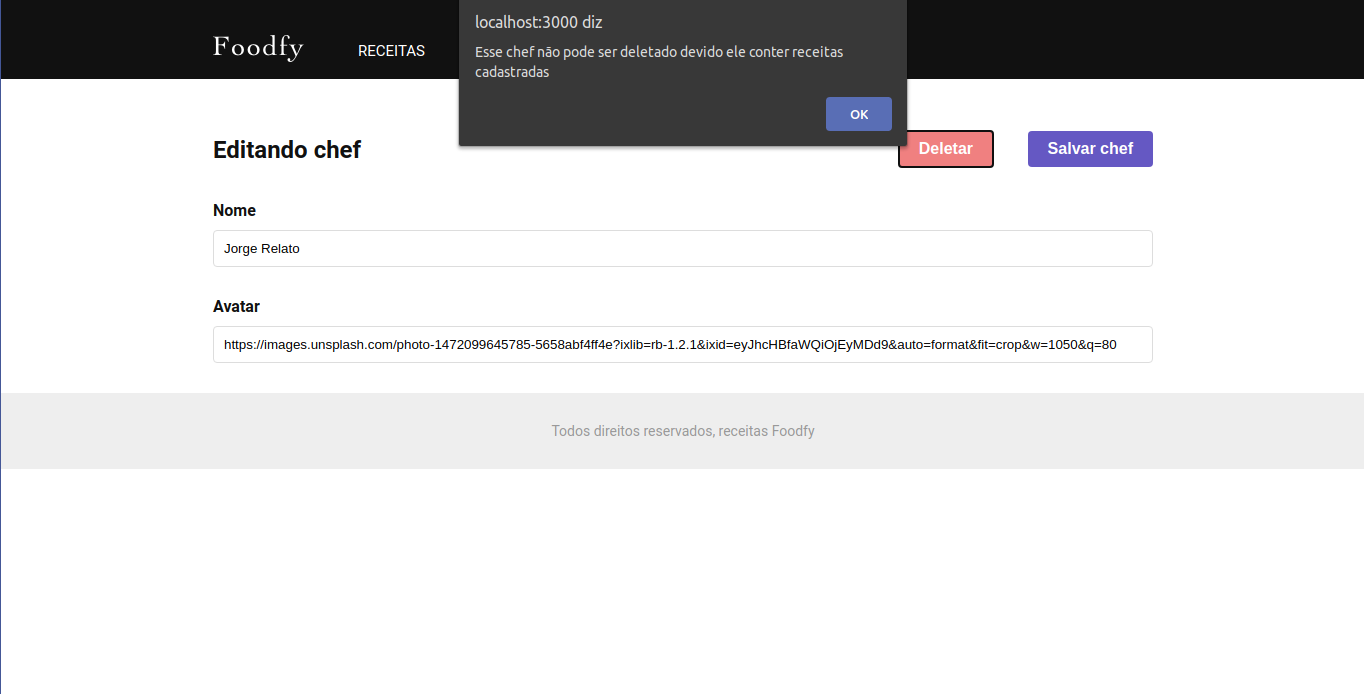 localhost:3000 diz
Esse chef não pode ser deletado devido ele conter receitas
cadastradas
OK
Foodfy
RECEITAS
Editando chef
Deletar
Salvar chef
Nome
Jorge Relato
Avatar
https://images.unsplash.com/photo-1472099645785-5658abf4ff4e?ixlib=rb-1.2.1&ixid=eyJhcHBfaWQiOjEyMDd9&auto=format&fit=crop&w=1050&q=80
Todos direitos reservados, receitas Foodfy